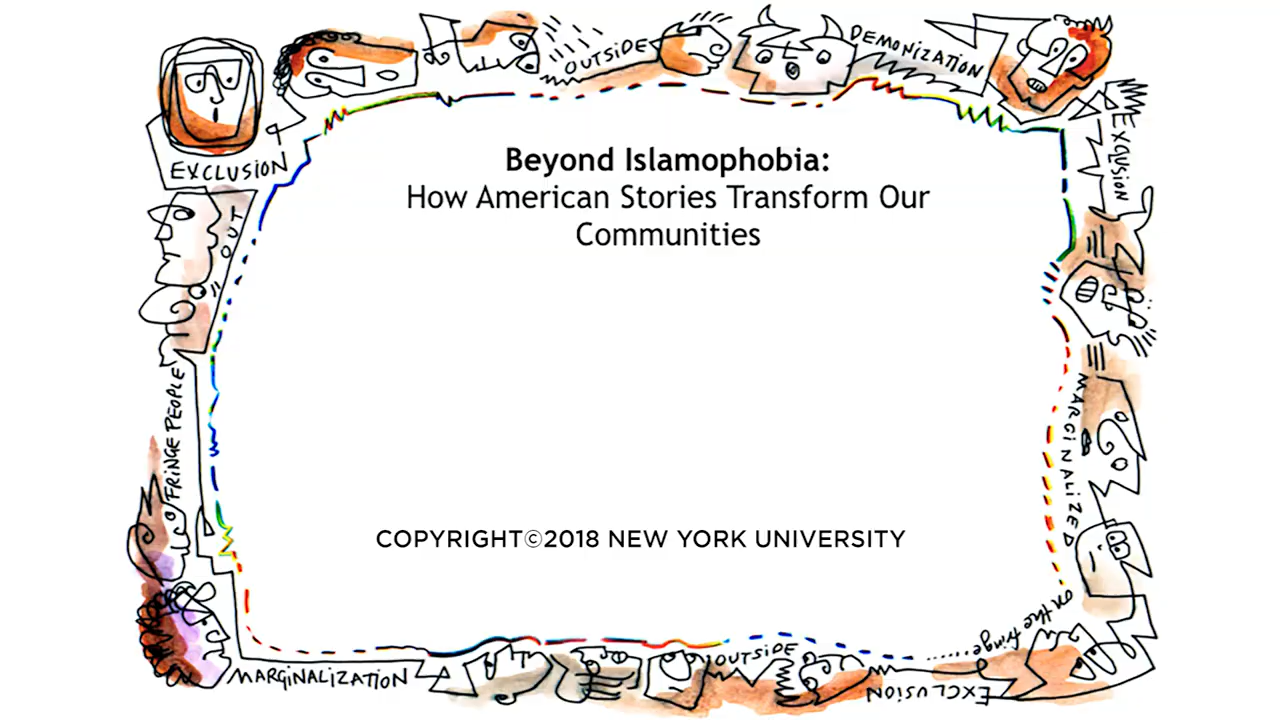 OUTSIDE
DEMONIZATION
EXCLUSION
EXCLUSION
OUT
Beyond Islamophobia:
How American Stories Transform Our
Communities
FRINGE PEOPLE
MARGINALIZED
COPYRIGHT©2018 NEW YORK UNIVERSITY
on the fringe
MARGINALIZATION
OUTSIDE
EXCLUSION